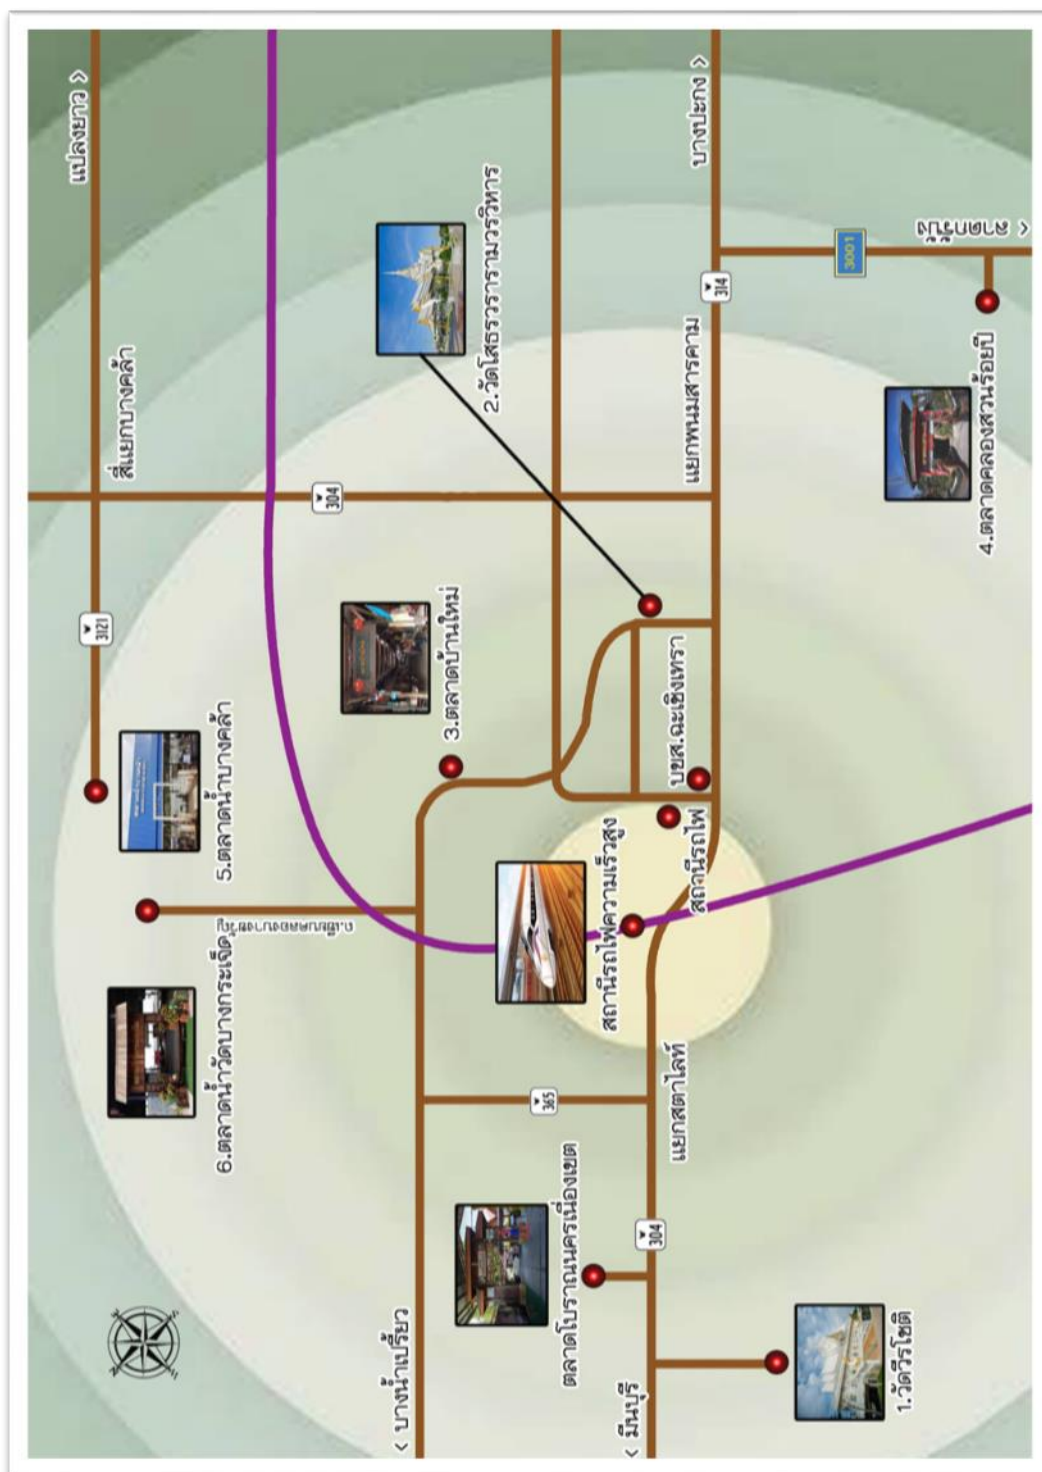 < บางน้ำเปรี้ยว
< มีนบุรี
1.วัดวีรโชติ
ตลาดโบราณนครเนื่องเขต
304
365
แยกสตาไลท์
6.ตลาดน้ำวัดบางกระเจ็ด
สถานีรถไฟความเร็วสูง
สถานีรถไฟ
บขส.ฉะเชิงเทรา
5.ตลาดน้ำบางคล้า
3.ตลาดบ้านใหม่
3121
304
สี่แยกบางคล้า
2.วัดโสธรวรารามวรวิหาร
แยกพนมสารคาม
314
4.ตลาดคลองสวนร้อยปี
3001
แปลงยาว >
บางปะกง >